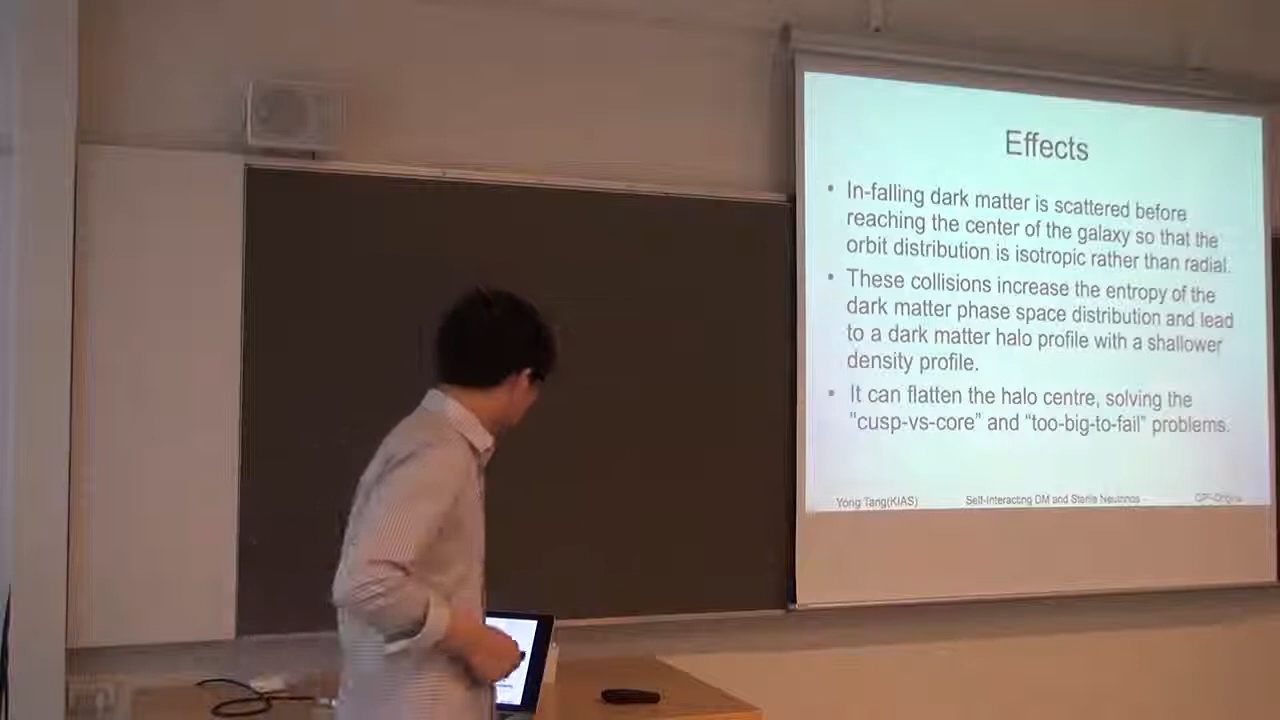 Effects
• In-falling dark matter is scattered before
reaching the center of the galaxy so that the
orbit distribution is isotropic rather than radial.
• These collisions increase the entropy of the
dark matter phase space distribution and lead
to a dark matter halo profile with a shallower
density profile.
• It can flatten the halo centre, solving the
"cusp-vs-core" and “too-big-to-fail” problems.
Yong Tang(KIAS) Self-Interacting DM and Sterile Neutrinos